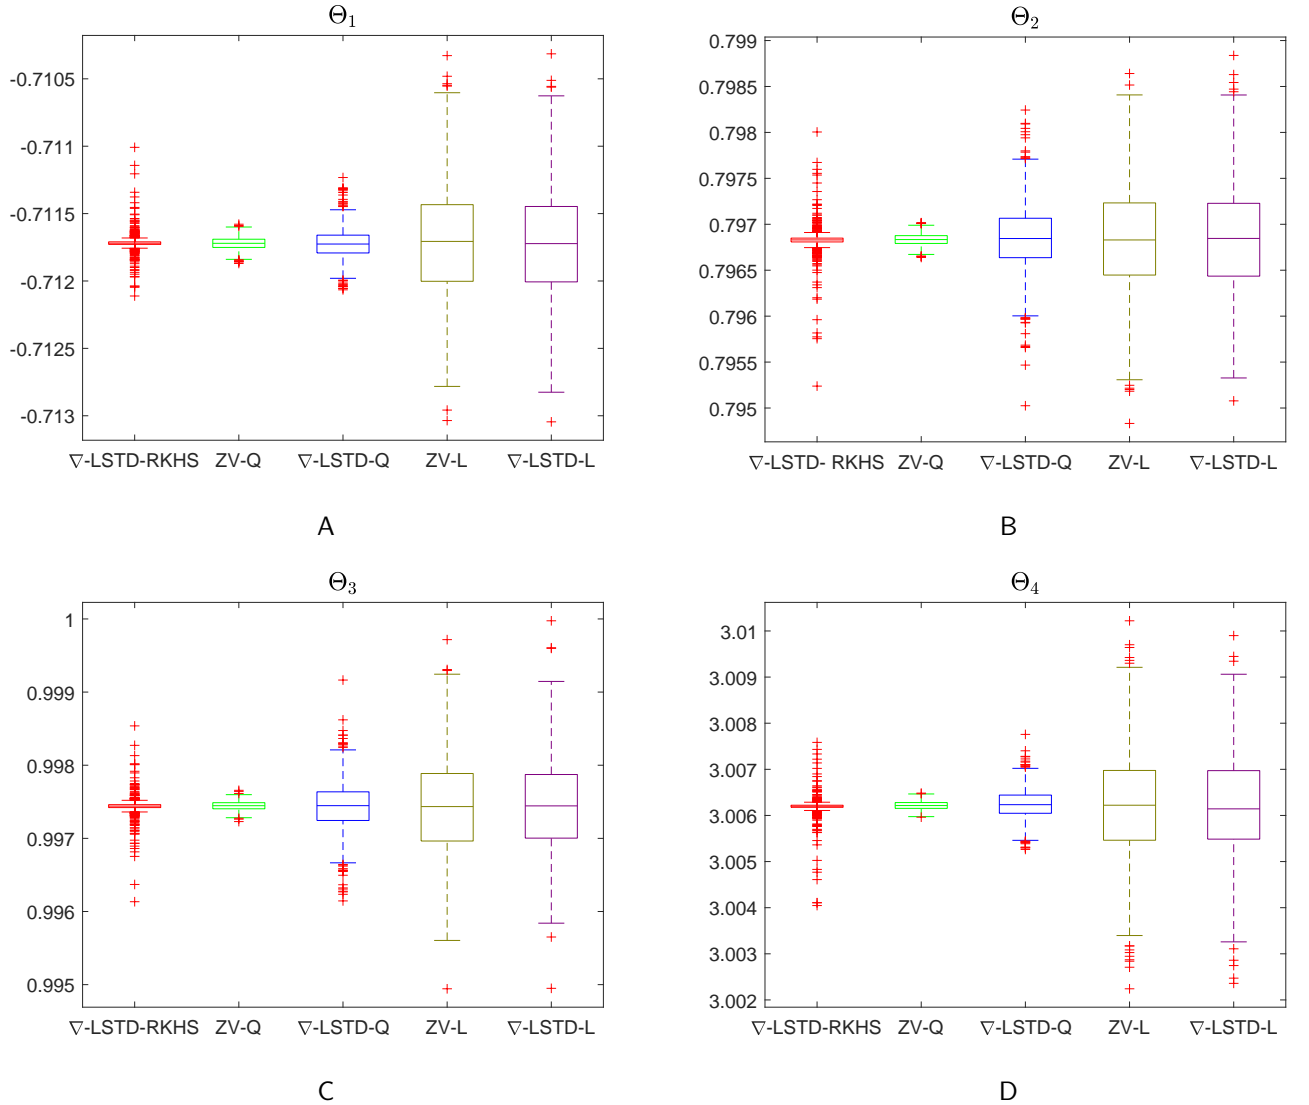 Θ1
-0.7105
-0.711
-0.7115
-0.712
-0.7125
-0.713
∇-LSTD-RKHS ZV-Q ∇-LSTD-Q ZV-L ∇-LSTD-L
A
Θ2
0.799
0.7985
0.798
0.7975
0.797
0.7965
0.796
0.7955
0.795
∇-LSTD- RKHS ZV-Q ∇-LSTD-Q ZV-L ∇-LSTD-L
B
Θ3
1
0.999
0.998
0.997
0.996
0.995
∇-LSTD-RKHS ZV-Q ∇-LSTD-Q ZV-L ∇-LSTD-L
C
Θ4
3.01
3.009
3.008
3.007
3.006
3.005
3.004
3.003
3.002
∇-LSTD-RKHS ZV-Q ∇-LSTD-Q ZV-L ∇-LSTD-L
D